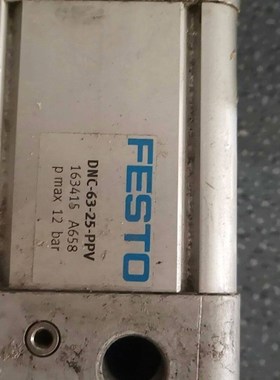 FESTO
DNC-63-25-PPV
163415 A658
p max 12 bar